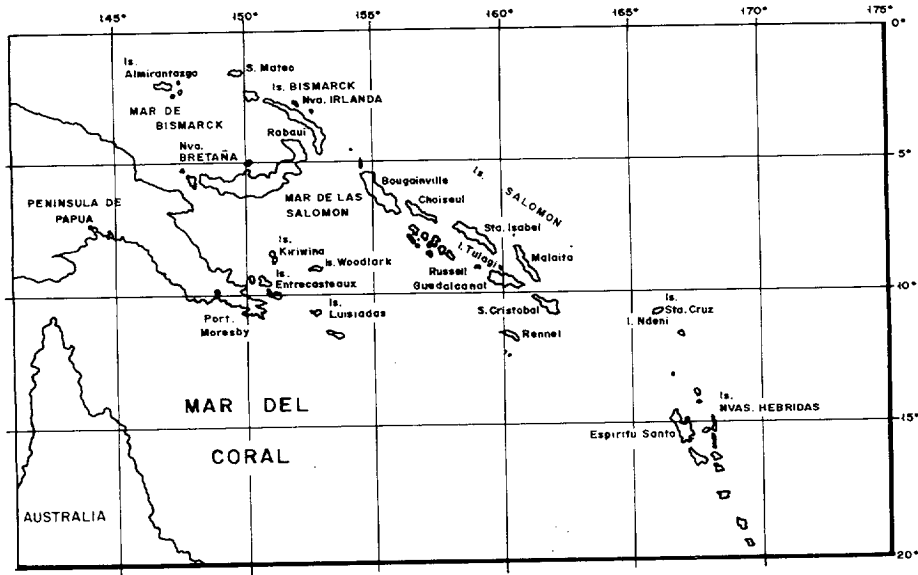 145°
150°
155°
160°
165°
170°
175°
0°
Is.
Almirantazgo
S. Mateo
Is. BISMARCK
Nva. IRLANDA
MAR DE
BISMARCK
Rabaul
Nva.
BRETAÑA
5°
Bougainville
Is. SALOMON
Choiseul
PENINSULA DE
PAPUA
MAR DE LAS
SALOMON
Sta. Isabel
Is.
Kiriwina
I. Tulagi
Malaita
Is. Woodlark
Russell
Is.
Entrecasteaux
Guadalcanal
10°
Port.
Moresby
Is.
Luisiadas
S. Cristobal
Is.
Sta. Cruz
I. Ndeni
Rennel
MAR DEL
CORAL
Is.
NVAS. HEBRIDAS
15°
Espiritu Santo
AUSTRALIA
20°